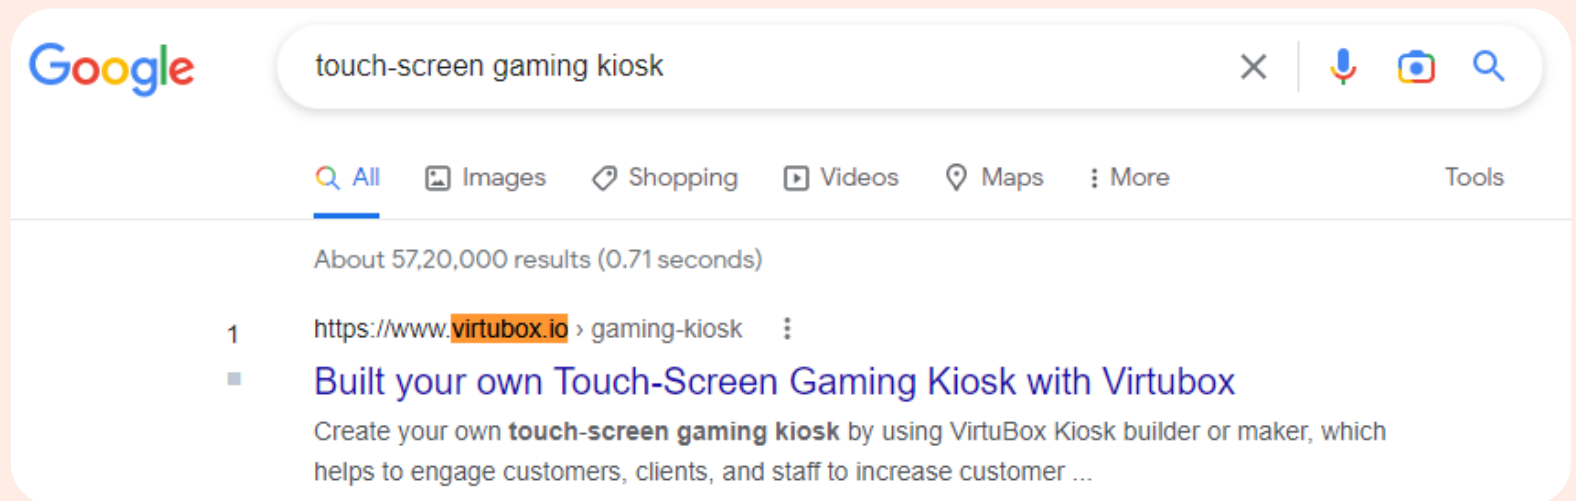 Google touch-screen gaming kiosk
All Images Shopping Videos Maps More Tools
About 57,20,000 results (0.71 seconds)
1 https://www.virtubox.io › gaming-kiosk
Built your own Touch-Screen Gaming Kiosk with Virtubox
Create your own touch-screen gaming kiosk by using VirtuBox Kiosk builder or maker, which
helps to engage customers, clients, and staff to increase customer ...